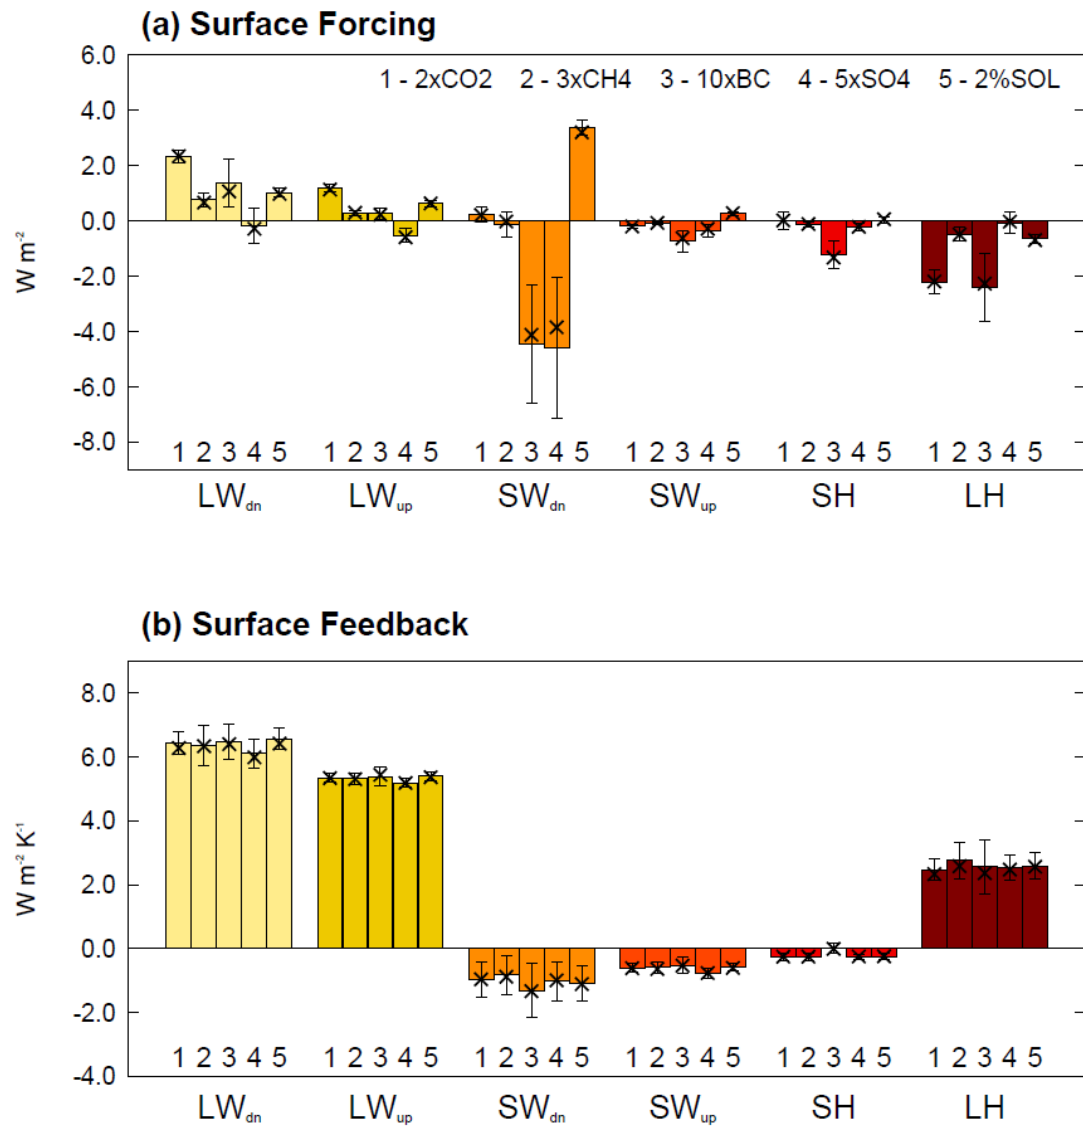 (a) Surface Forcing
6.0
1 - 2xCO2 2 - 3xCH4 3 - 10xBC 4 - 5xSO4 5 - 2%SOL
4.0
2.0
0.0
-2.0
-4.0
-6.0
-8.0
W m⁻²
1 2 3 4 5 1 2 3 4 5 1 2 3 4 5 1 2 3 4 5 1 2 3 4 5 1 2 3 4 5
LWdn LWup SWdn SWup SH LH
(b) Surface Feedback
8.0
6.0
4.0
2.0
0.0
-2.0
-4.0
W m⁻² K⁻¹
1 2 3 4 5 1 2 3 4 5 1 2 3 4 5 1 2 3 4 5 1 2 3 4 5 1 2 3 4 5
LWdn LWup SWdn SWup SH LH